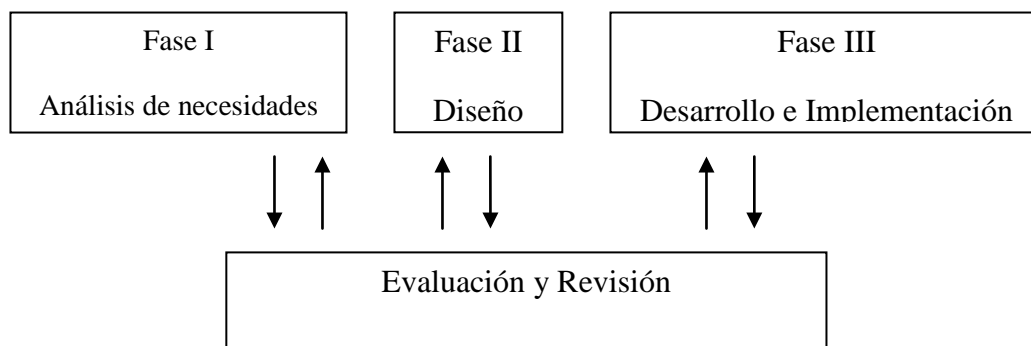 Fase I
Análisis de necesidades
Fase II
Diseño
Fase III
Desarrollo e Implementación
Evaluación y Revisión